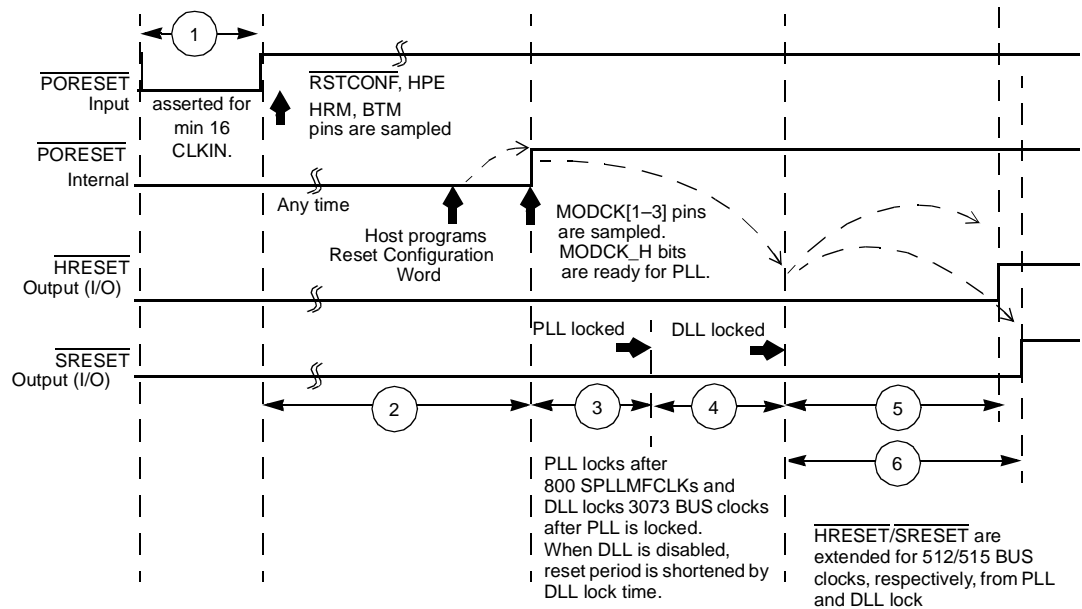 1
PORESET
Input
asserted for
min 16
CLKIN.
RSTCONF, HPE
HRM, BTM
pins are sampled
PORESET
Internal
Any time
Host programs
Reset Configuration
Word
MODCK[1–3] pins
are sampled.
MODCK_H bits
are ready for PLL.
HRESET
Output (I/O)
PLL locked
DLL locked
SRESET
Output (I/O)
2
3
4
5
6
PLL locks after
800 SPLLMFCLKs and
DLL locks 3073 BUS clocks
after PLL is locked.
When DLL is disabled,
reset period is shortened by
DLL lock time.
HRESET/SRESET are
extended for 512/515 BUS
clocks, respectively, from PLL
and DLL lock